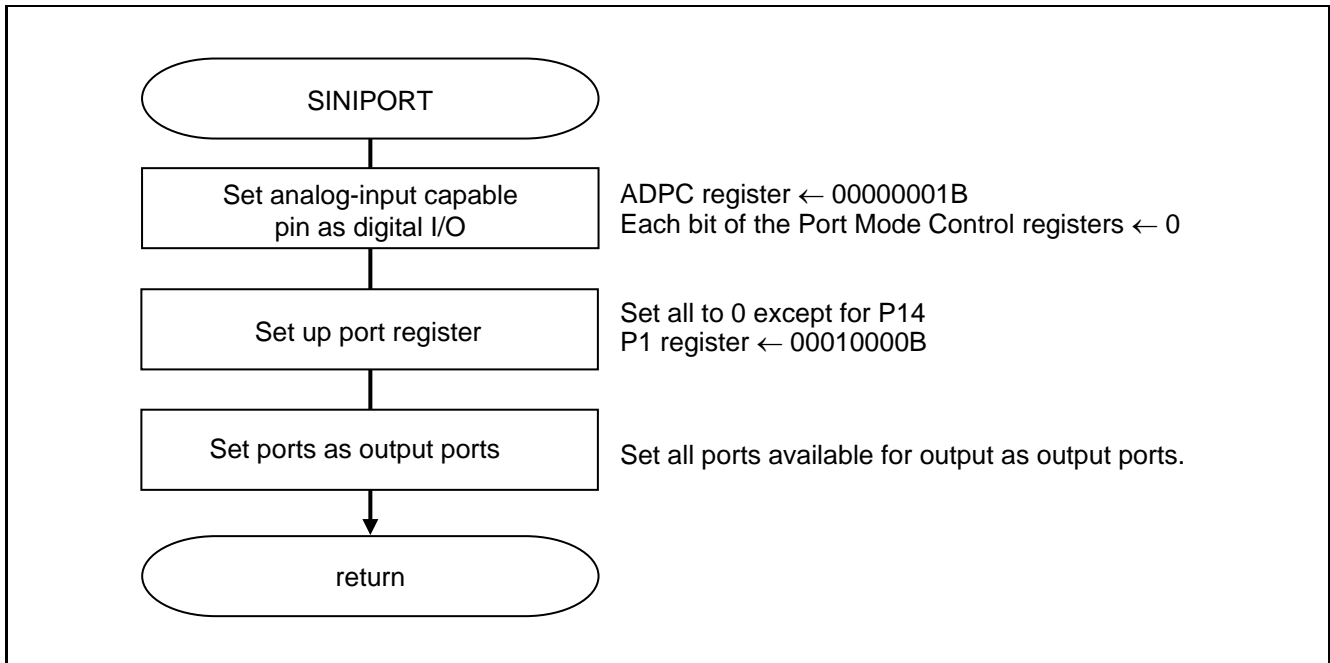 SINIPORT
Set analog-input capable
pin as digital I/O
ADPC register ← 00000001B
Each bit of the Port Mode Control registers ← 0
Set up port register
Set all to 0 except for P14
P1 register ← 00010000B
Set ports as output ports
Set all ports available for output as output ports.
return